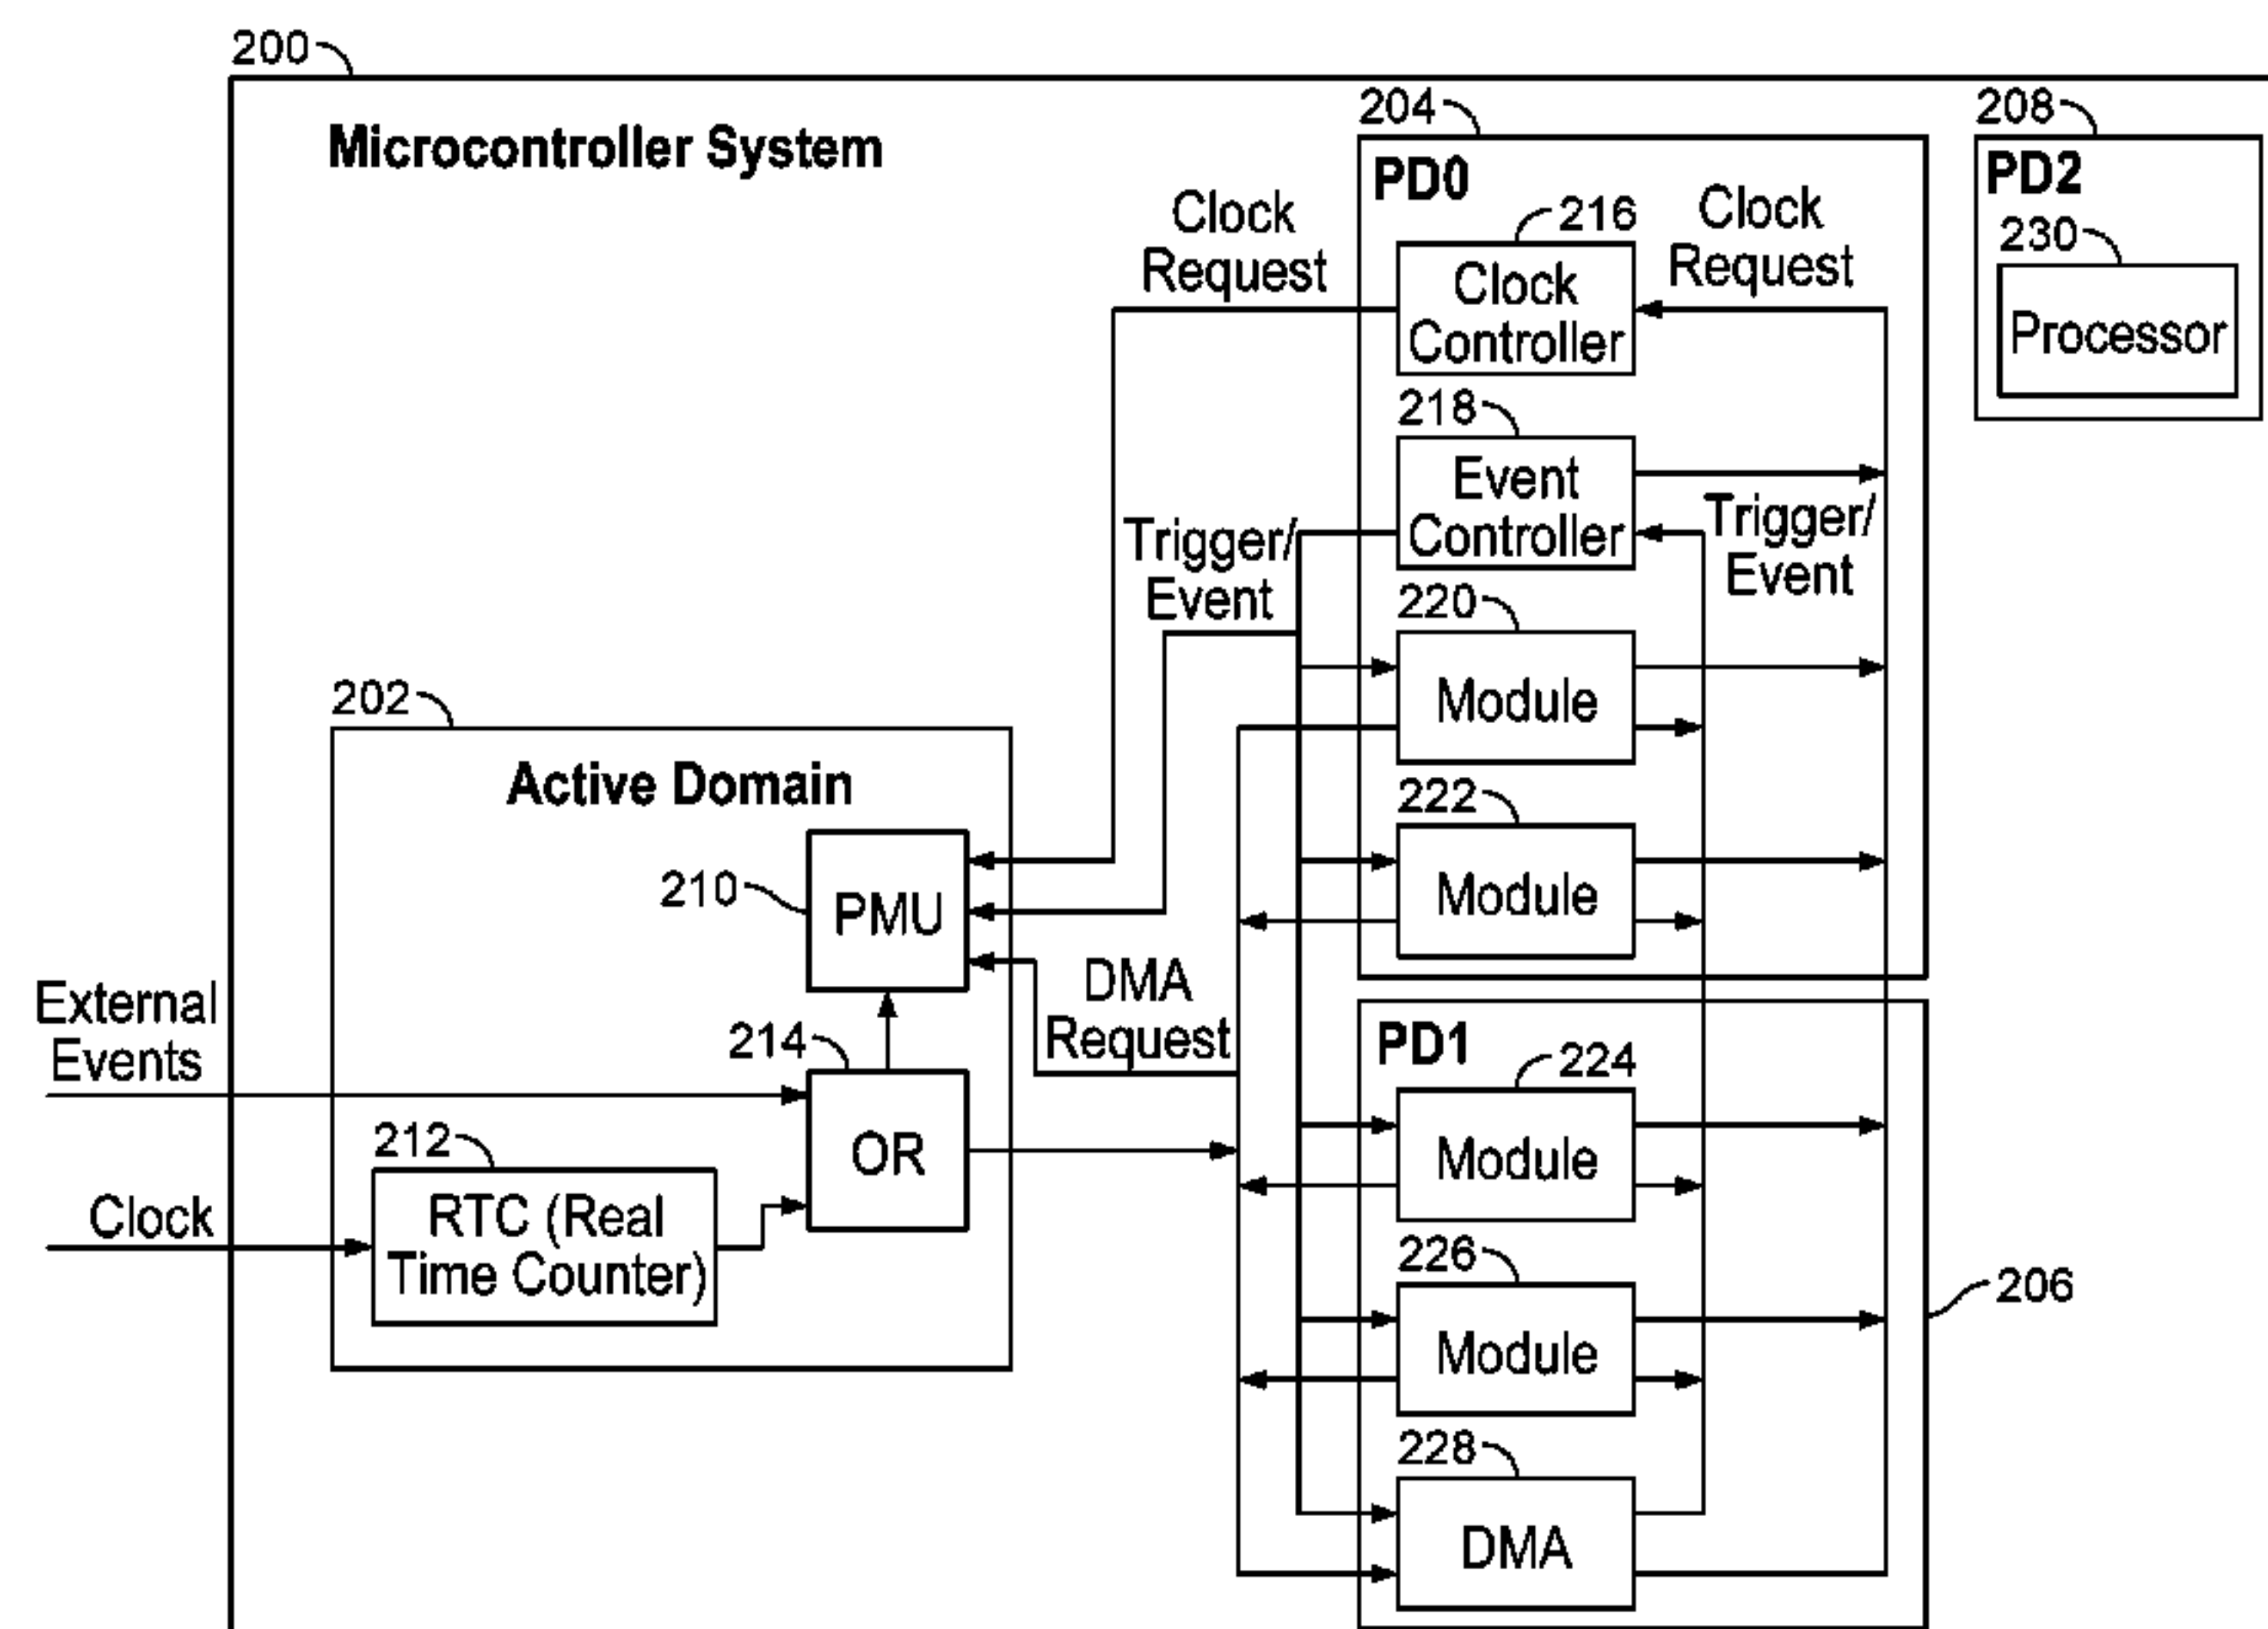 200
Microcontroller System
204
PD0
208
PD2
230
Processor
Clock
Request
216
Clock
Controller
Clock
Request
218
Event
Controller
Trigger/
Event
Trigger/
Event
220
Module
222
Module
202
Active Domain
210
PMU
DMA
Request
214
OR
External
Events
212
RTC (Real
Time Counter)
Clock
PD1
224
Module
226
Module
206
228
DMA